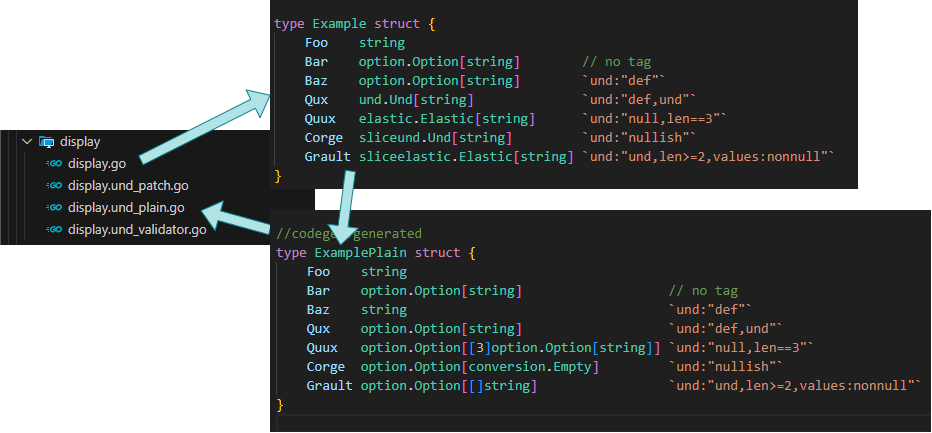 type Example struct {
Foo string
Bar option.Option[string] // no tag
Baz option.Option[string] `und:"def"`
Qux und.Und[string] `und:"def,und"`
Quux elastic.Elastic[string] `und:"null,len==3"`
Corge sliceund.Und[string] `und:"nullish"`
Grault sliceelastic.Elastic[string] `und:"und,len>=2,values:nonnull"`
}
display
display.go
display.und_patch.go
display.und_plain.go
display.und_validator.go
//codegen generated
type ExamplePlain struct {
Foo string
Bar option.Option[string] // no tag
Baz string `und:"def"`
Qux option.Option[string] `und:"def,und"`
Quux option.Option[[3]option.Option[string]] `und:"null,len==3"`
Corge option.Option[conversion.Empty] `und:"nullish"`
Grault option.Option[[]string] `und:"und,len>=2,values:nonnull"`
}